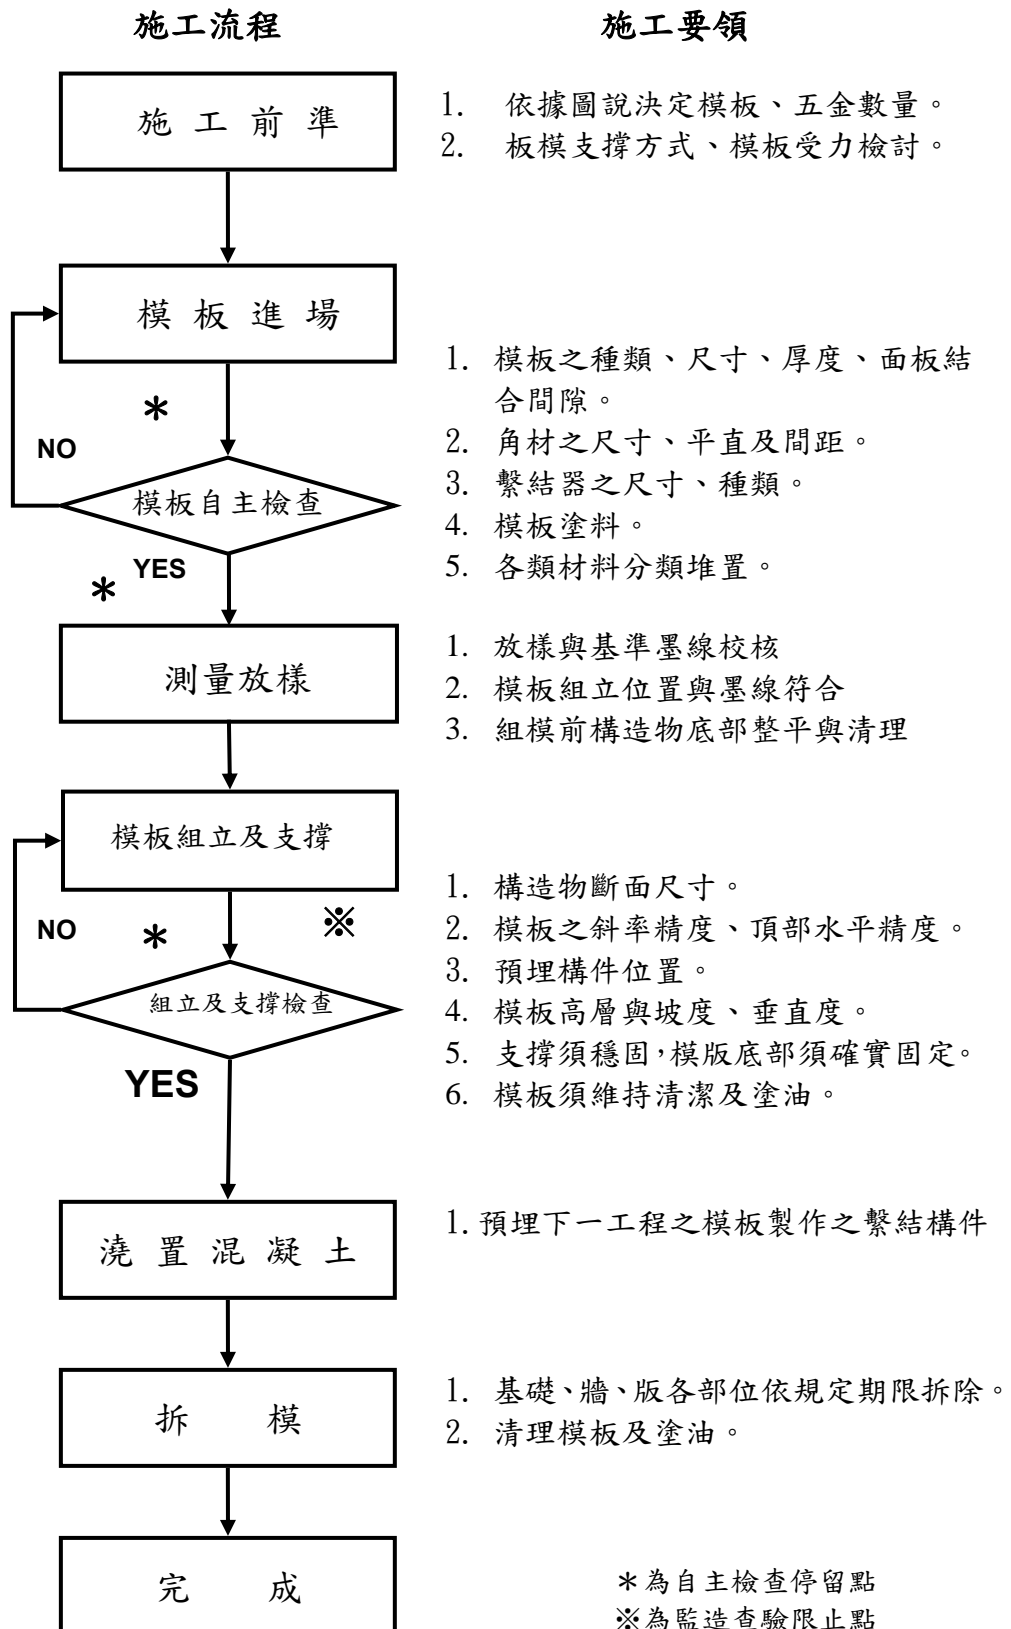 施工流程
施工要領
施工前準
1. 依據圖說決定模板、五金數量。
2. 板模支撐方式、模板受力檢討。
模板進場
1. 模板之種類、尺寸、厚度、面板結
合間隙。
2. 角材之尺寸、平直及間距。
3. 繫結器之尺寸、種類。
4. 模板塗料。
5. 各類材料分類堆置。
＊
NO
模板自主檢查
YES
＊
測量放樣
1. 放樣與基準墨線校核
2. 模板組立位置與墨線符合
3. 組模前構造物底部整平與清理
模板組立及支撐
NO
＊
※
組立及支撐檢查
YES
1. 構造物斷面尺寸。
2. 模板之斜率精度、頂部水平精度。
3. 預埋構件位置。
4. 模板高層與坡度、垂直度。
5. 支撐須穩固，模版底部須確實固定。
6. 模板須維持清潔及塗油。
澆置混凝土
1.預埋下一工程之模板製作之繫結構件
拆 模
1. 基礎、牆、版各部位依規定期限拆除。
2. 清理模板及塗油。
完 成
＊為自主檢查停留點
※為監造查驗限止點